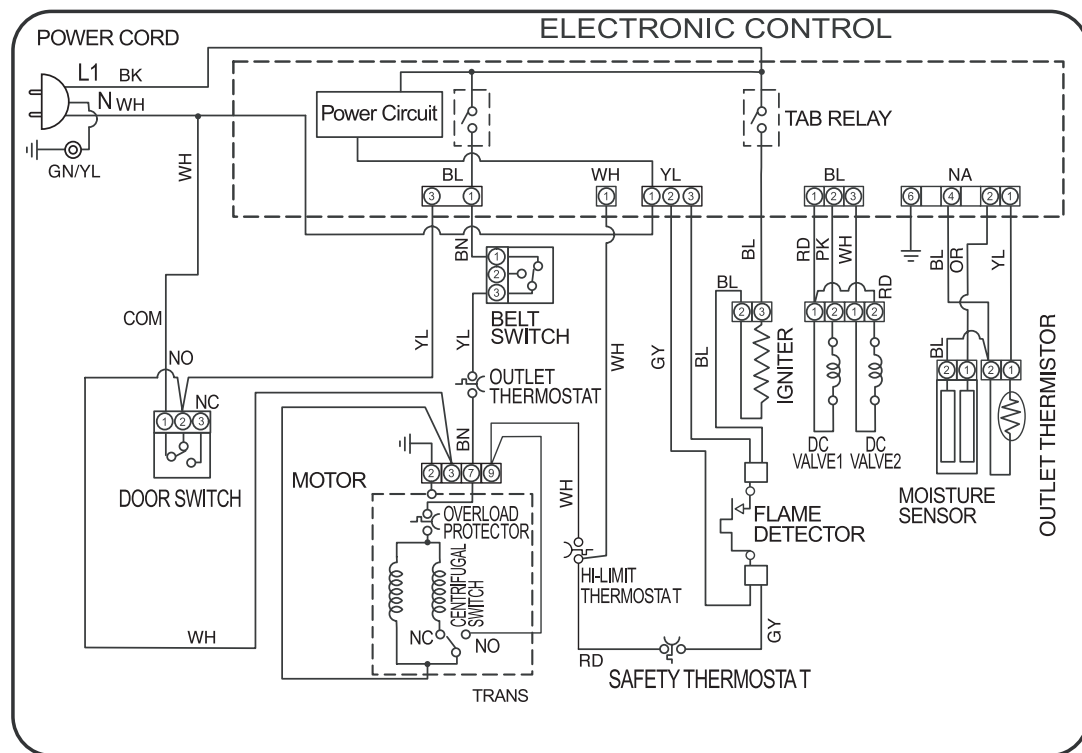 ELECTRONIC CONTROL
POWER CORD
L1 BK
N WH
GN/YL
WH
Power Circuit
TAB RELAY
BL
3 1
WH
1
YL
1 2 3
BL
1 2 3
NA
6 4 2 1
BN
1
2
3
BELT
SWITCH
YL
YL
OUTLET
THERMOSTAT
BN
WH
GY
BL
BL
BL
2 3
IGNITER
RD
PK
WH
RD
1 2 1 2
DC
VALVE1
DC
VALVE2
BL
OR
YL
BL
2 1
2 1
MOISTURE
SENSOR
OUTLET THERMISTOR
COM
NO
NC
1 2 3
DOOR SWITCH
WH
MOTOR
2 3 7 9
OVERLOAD
PROTECTOR
CENTRIFUGAL
SWITCH
NC
NO
TRANS
WH
HI-LIMIT
THERMOSTAT
RD
SAFETY THERMOSTAT
GY
FLAME
DETECTOR